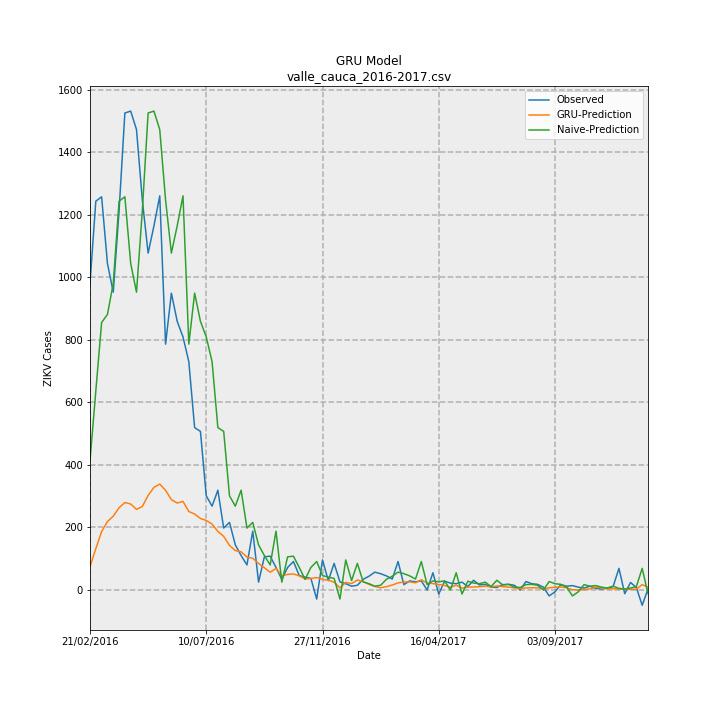 GRU Model
valle_cauca_2016-2017.csv
Observed
GRU-Prediction
Naive-Prediction
1600
1400
1200
1000
800
600
400
200
0
ZIKV Cases
21/02/2016
10/07/2016
27/11/2016
16/04/2017
03/09/2017
Date